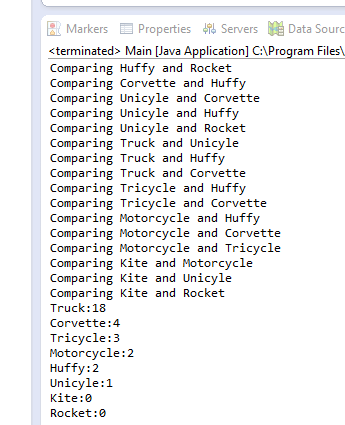 Markers Properties Servers Data Sourc
<terminated> Main [Java Application] C:\Program Files\
Comparing Huffy and Rocket
Comparing Corvette and Huffy
Comparing Unicyle and Corvette
Comparing Unicyle and Huffy
Comparing Unicyle and Rocket
Comparing Truck and Unicyle
Comparing Truck and Huffy
Comparing Truck and Corvette
Comparing Tricycle and Huffy
Comparing Tricycle and Corvette
Comparing Motorcycle and Huffy
Comparing Motorcycle and Corvette
Comparing Motorcycle and Tricycle
Comparing Kite and Motorcycle
Comparing Kite and Unicyle
Comparing Kite and Rocket
Truck:18
Corvette:4
Tricycle:3
Motorcycle:2
Huffy:2
Unicyle:1
Kite:0
Rocket:0